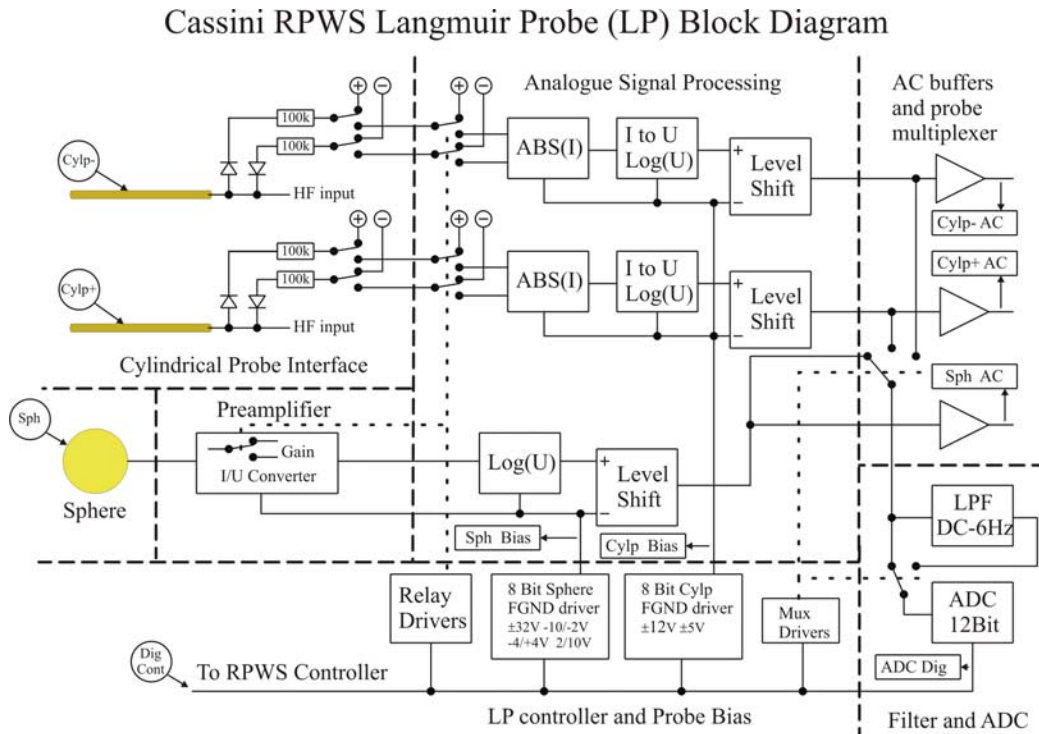 Cassini RPWS Langmuir Probe (LP) Block Diagram
Analogue Signal Processing
AC buffers
and probe
multiplexer
+ −
+ −
100k
100k
Cylp-
HF input
ABS(I)
I to U
Log(U)
+
−
Level
Shift
Cylp- AC
+ −
+ −
100k
100k
Cylp+
HF input
ABS(I)
I to U
Log(U)
+
−
Level
Shift
Cylp+ AC
Cylindrical Probe Interface
Sph AC
Sph
Sphere
Preamplifier
Gain
I/U Converter
Log(U)
+
−
Level
Shift
Sph Bias
Cylp Bias
LPF
DC-6Hz
Relay
Drivers
8 Bit Sphere
FGND driver
±32V -10/-2V
-4/+4V 2/10V
8 Bit Cylp
FGND driver
±12V ±5V
Mux
Drivers
ADC
12Bit
ADC Dig
Dig
Cont
To RPWS Controller
LP controller and Probe Bias
Filter and ADC